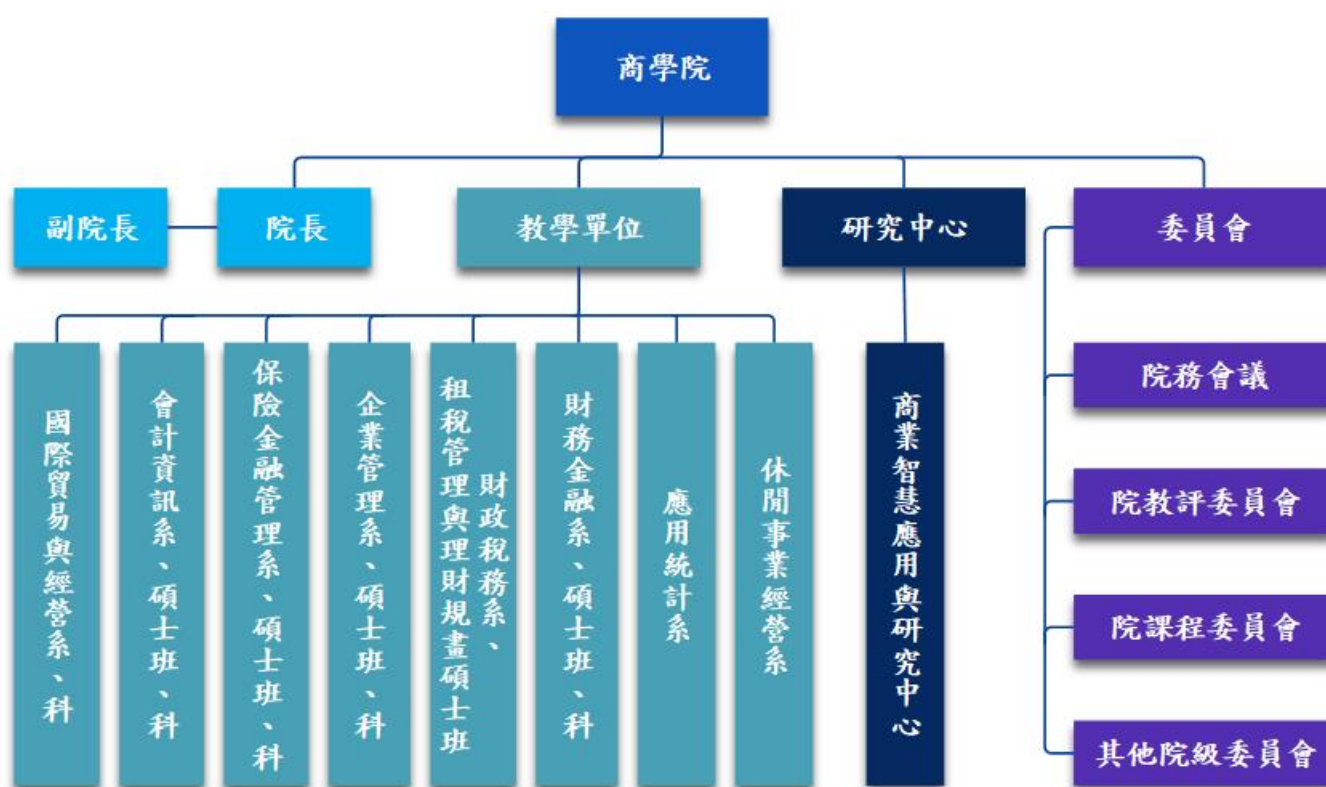 商學院
副院長
院長
教學單位
研究中心
委員會
國際貿易與經營系、科
會計資訊系、碩士班、科
保險金融管理系、碩士班、科
企業管理系、碩士班、科
財政稅務系、
租稅管理與理財規畫碩士班
財務金融系、碩士班、科
應用統計系
休閒事業經營系
商業智慧應用與研究中心
院務會議
院教評委員會
院課程委員會
其他院級委員會